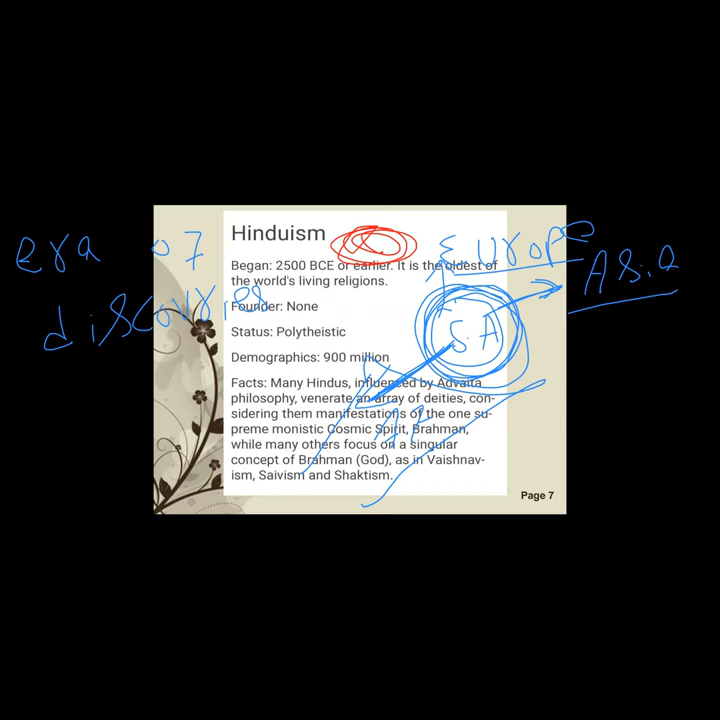 Hinduism
era of
Europe
Asia
Began: 2500 BCE or earlier. It is the oldest of
the world's living religions.
discovries
Founder: None
S.A
Status: Polytheistic
Demographics: 900 million
Facts: Many Hindus, influenced by Advaita
philosophy, venerate an array of deities, con-
sidering them manifestations of the one su-
preme monistic Cosmic Spirit, Brahman,
while many others focus on a singular
concept of Brahman (God), as in Vaishnav-
ism, Saivism and Shaktism.
Page 7